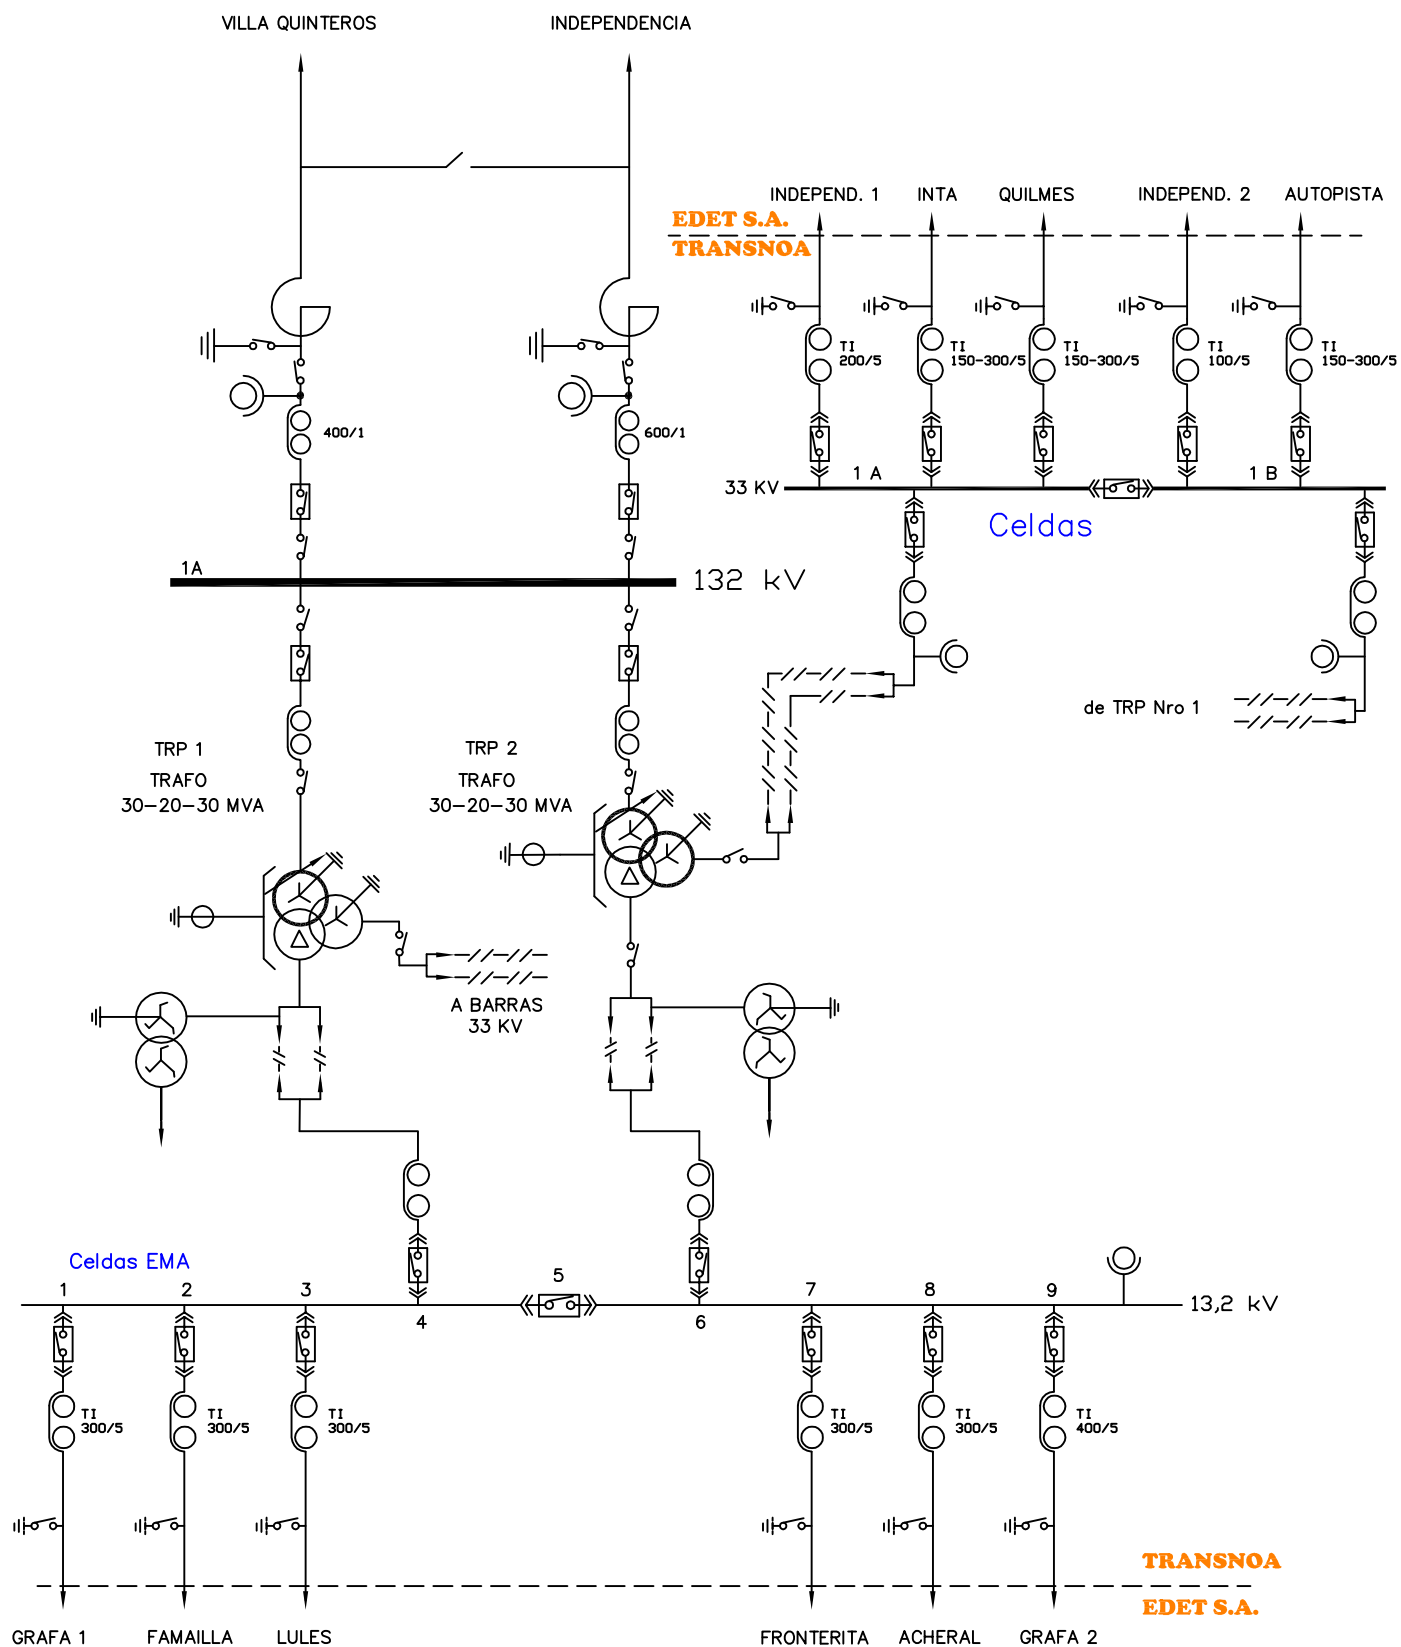 VILLA QUINTEROS
INDEPENDENCIA
INDEPEND. 1
INTA
QUILMES
INDEPEND. 2
AUTOPISTA
EDET S.A.
TRANSNOA
TI
200/5
TI
150-300/5
TI
150-300/5
TI
100/5
TI
150-300/5
400/1
600/1
33 KV
1 A
1 B
Celdas
1A
132 kV
de TRP Nro 1
TRP 1
TRAFO
30-20-30 MVA
TRP 2
TRAFO
30-20-30 MVA
A BARRAS
33 KV
Celdas EMA
1
2
3
4
5
6
7
8
9
13,2 kV
TI
300/5
TI
300/5
TI
300/5
TI
300/5
TI
300/5
TI
400/5
TRANSNOA
EDET S.A.
GRAFA 1
FAMAILLA
LULES
FRONTERITA
ACHERAL
GRAFA 2